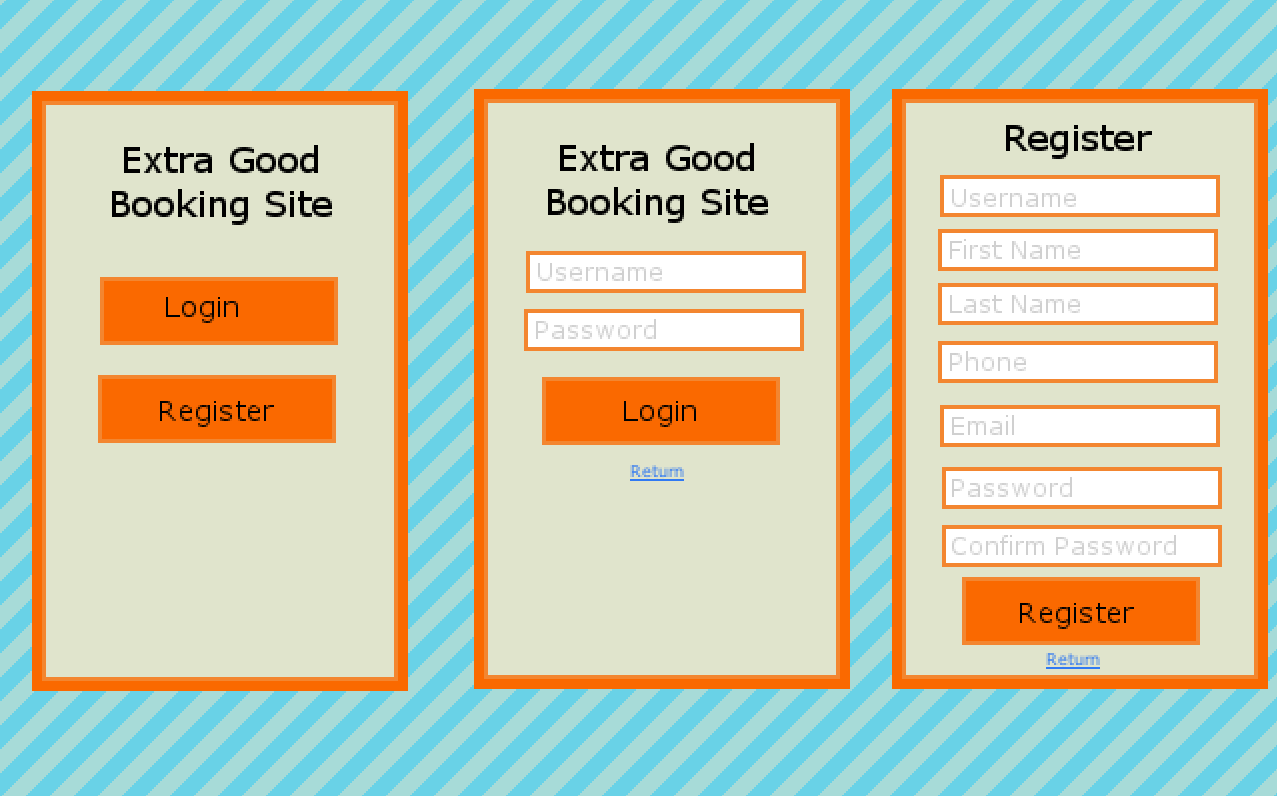 Extra Good
Booking Site
Login
Register
Extra Good
Booking Site
Username
Password
Login
Return
Register
Username
First Name
Last Name
Phone
Email
Password
Confirm Password
Register
Return